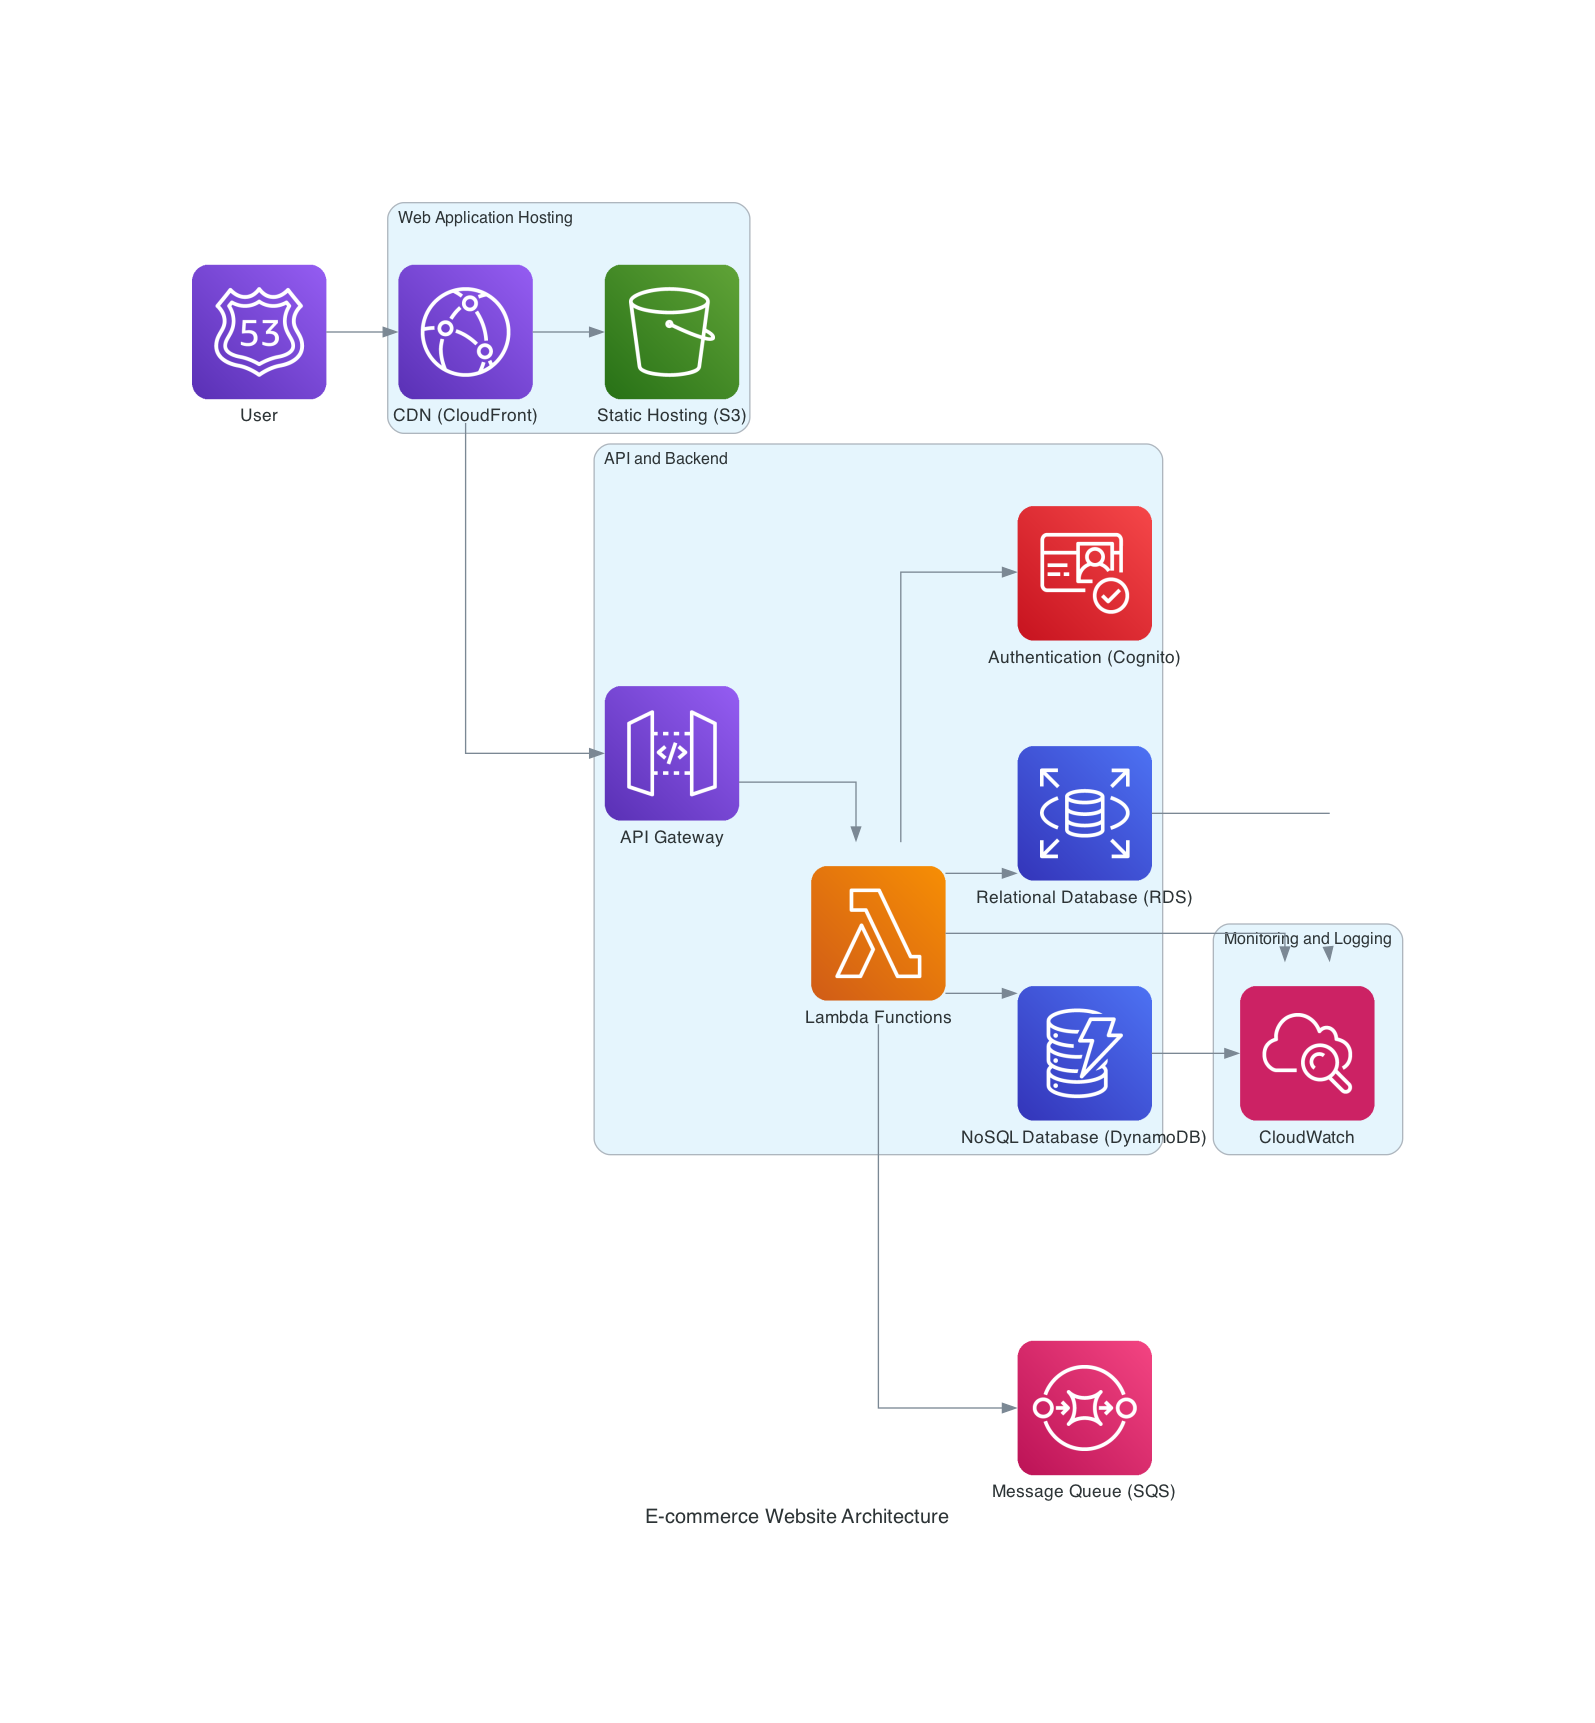 Web Application Hosting
53
User
CDN (CloudFront)
Static Hosting (S3)
API and Backend
Authentication (Cognito)
</>
API Gateway
Relational Database (RDS)
Monitoring and Logging
Lambda Functions
NoSQL Database (DynamoDB)
CloudWatch
Message Queue (SQS)
E-commerce Website Architecture